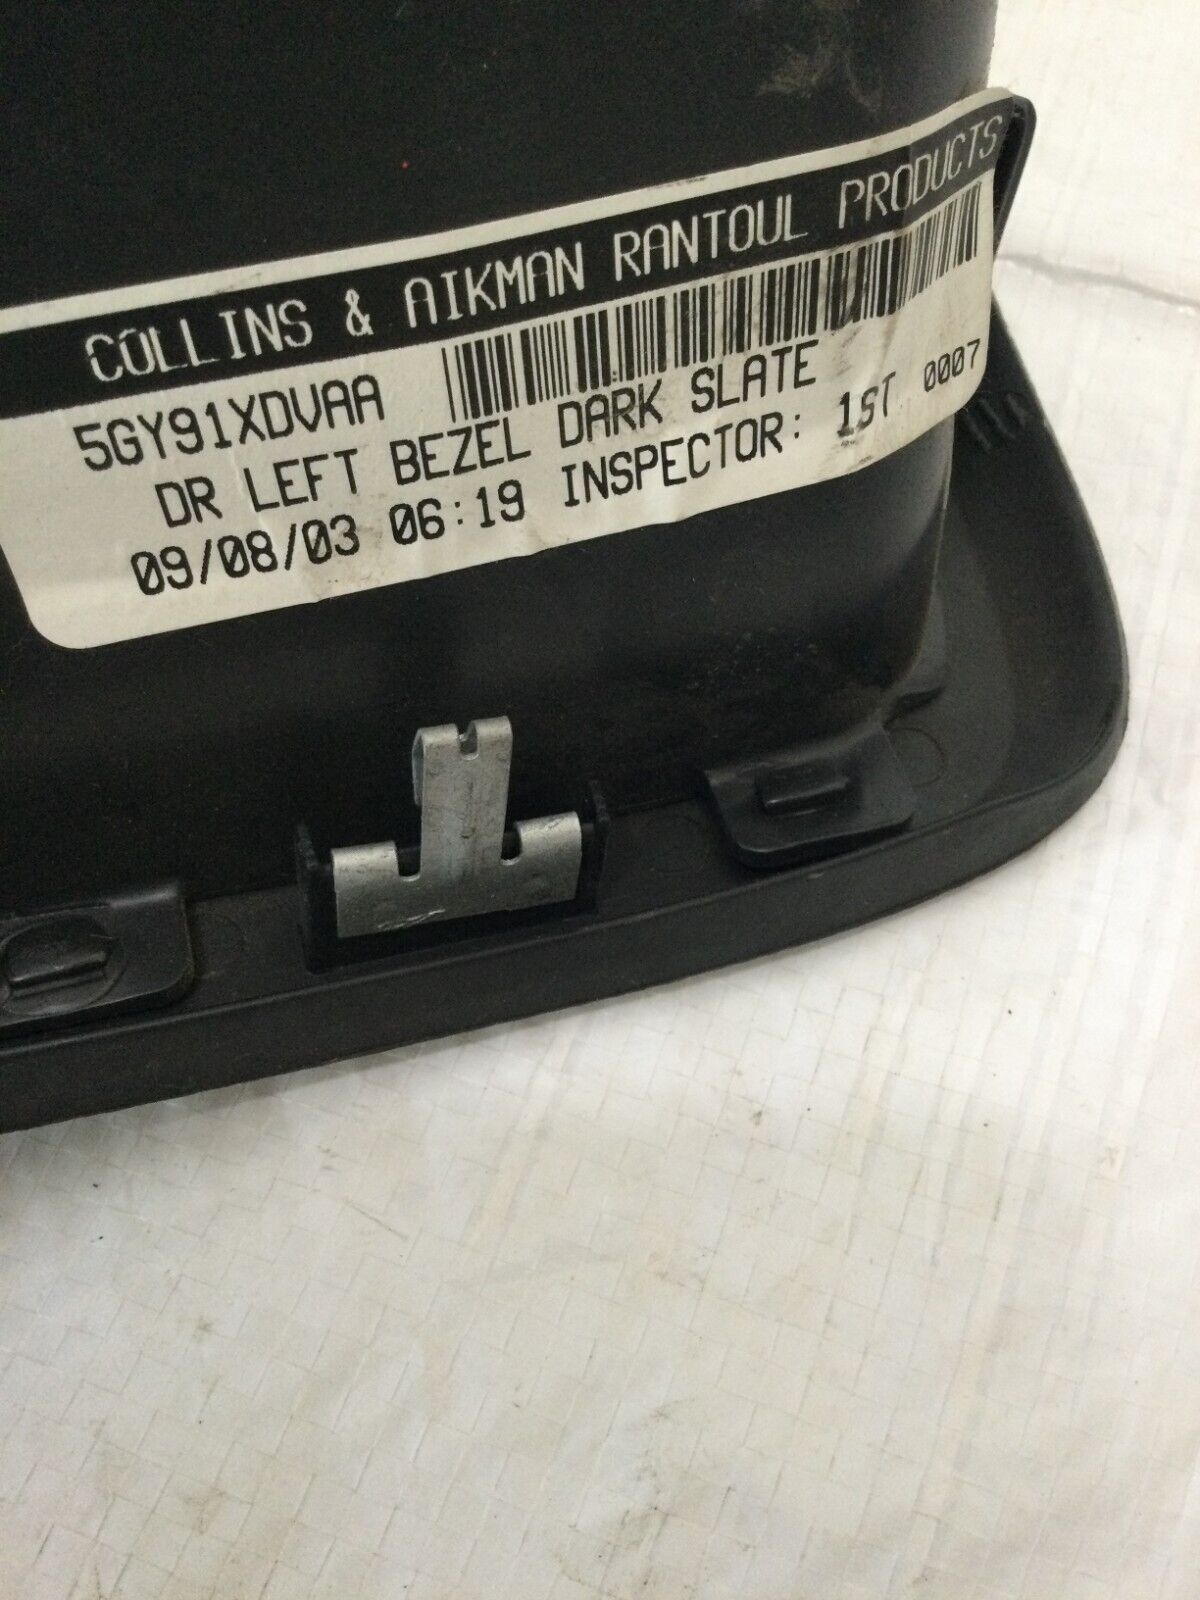 COLLINS & AIKMAN RANTOUL PRODUCTS
5GY91XDVAA
DR LEFT BEZEL DARK SLATE
09/08/03 06:19 INSPECTOR: 1ST 0007